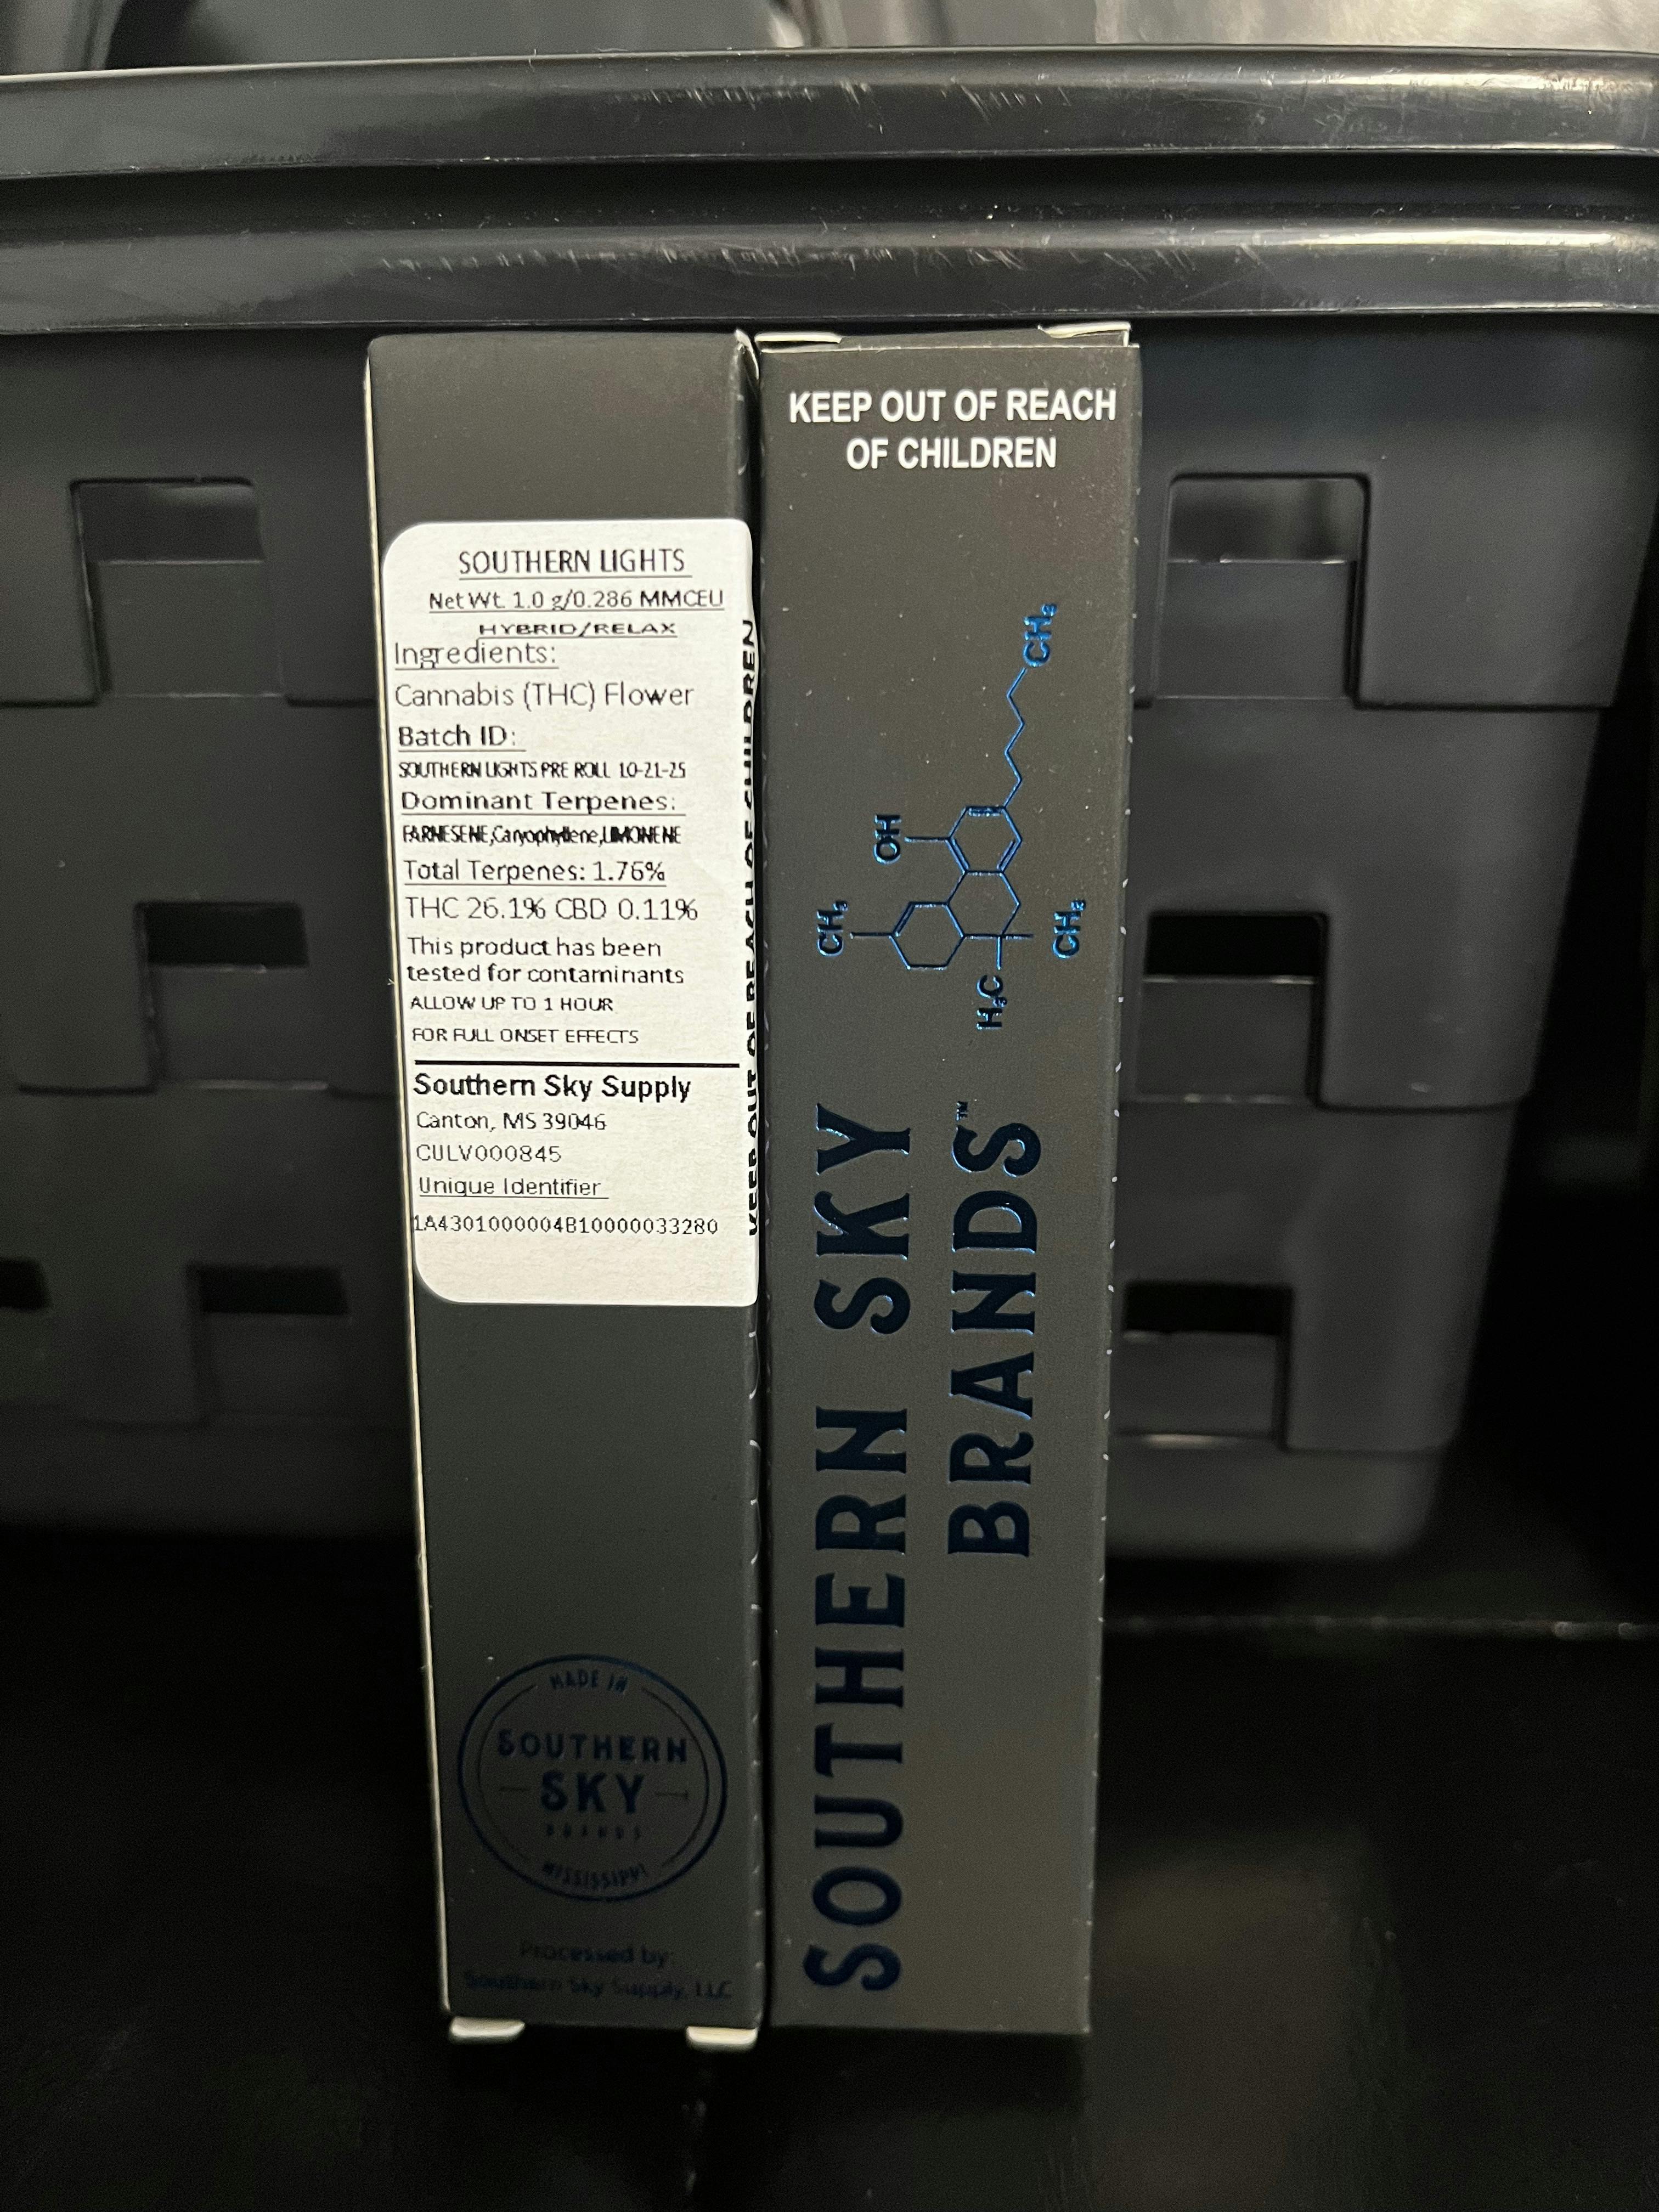 SOUTHERN LIGHTS
Net Wt. 1.0 g/0.286 MMCEU
HYBRID/RELAX
Ingredients:
Cannabis (THC) Flower
Batch ID:
SOUTHERN LIGHTS PRE ROLL 10-21-25
Dominant Terpenes:
FARNESENE,Caryophyllene,LIMONENE
Total Terpenes: 1.76%
THC 26.1% CBD 0.11%
This product has been
tested for contaminants
ALLOW UP TO 1 HOUR
FOR FULL ONSET EFFECTS
Southern Sky Supply
Canton, MS 39046
CULV000845
Unique Identifier
1A4301000004B10000033280
KEEP OUT OF REACH OF CHILDREN
MADE IN
SOUTHERN
SKY
BRANDS
MISSISSIPPI
Processed by:
Southern Sky Supply, LLC
KEEP OUT OF REACH
OF CHILDREN
CH₃
OH
CH₃
CH₃
H₃C
SOUTHERN SKY
BRANDS™